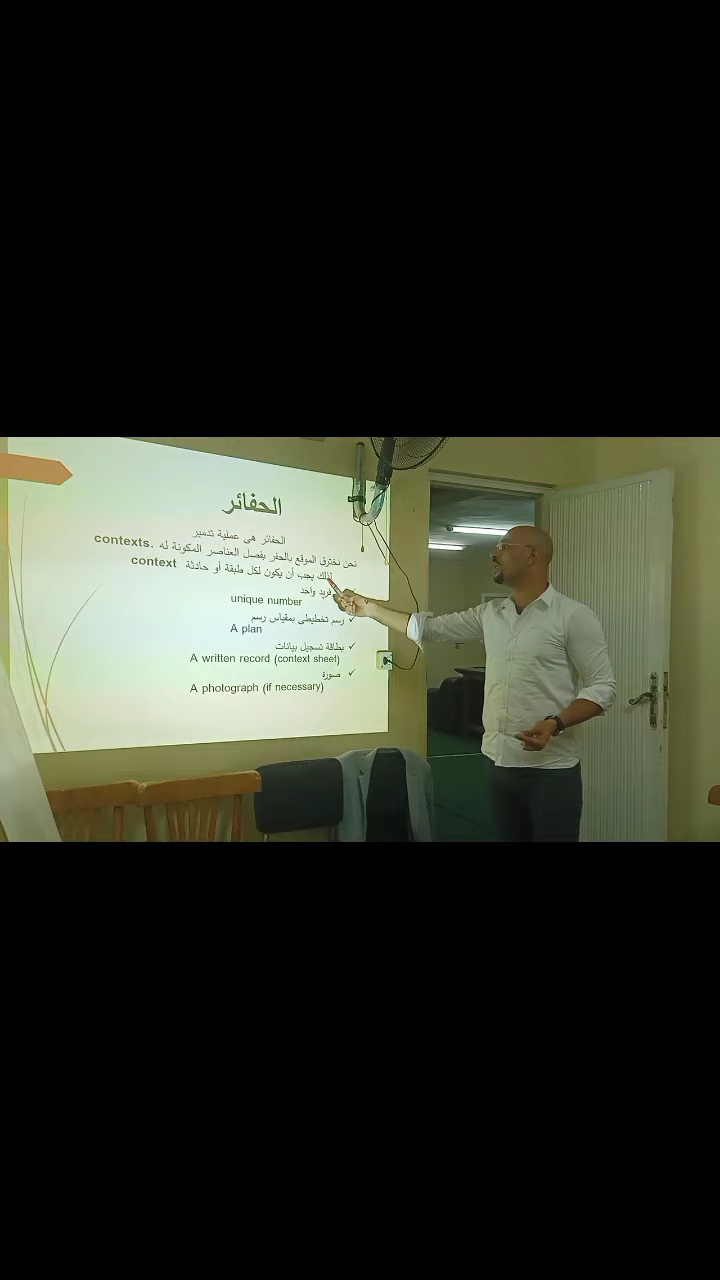 الحفائر
الحفائر هى عملية تدمير
نحن نخترق الموقع بالحفر بفصل العناصر المكونة له .contexts
لذلك يجب أن يكون لكل طبقة أو حادثة context
فريد واحد
unique number
✓ رسم تخطيطى بمقياس رسم
A plan
✓ بطاقة تسجيل بيانات
A written record (context sheet)
✓ صورة
A photograph (if necessary)